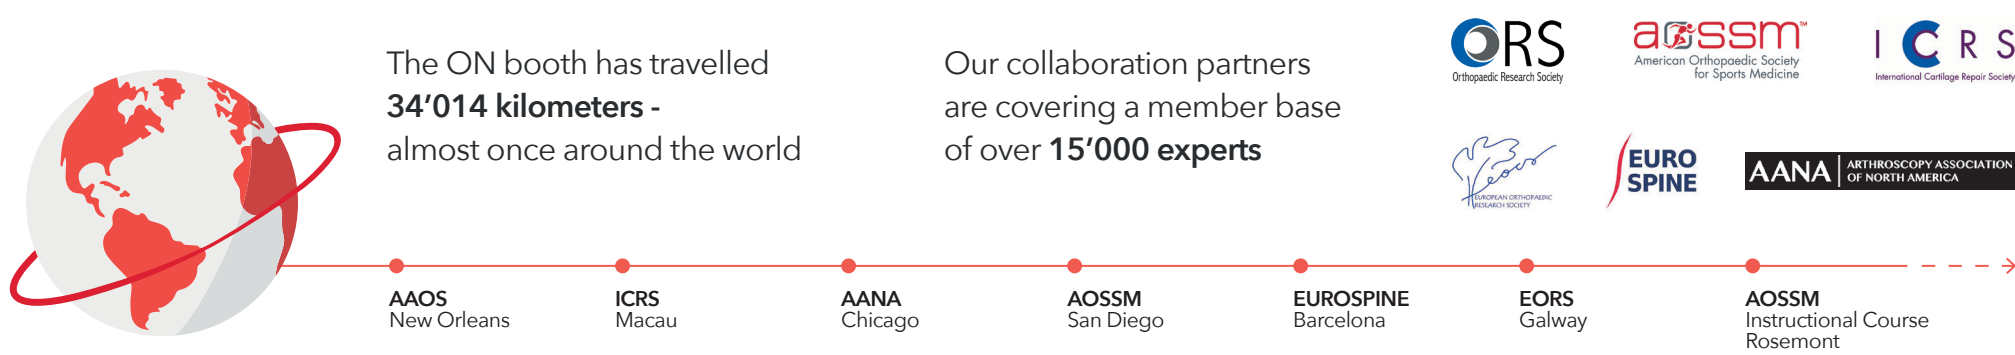 The ON booth has travelled
34’014 kilometers -
almost once around the world
Our collaboration partners
are covering a member base
of over 15’000 experts
ORS
Orthopaedic Research Society
aossm™
American Orthopaedic Society
for Sports Medicine
ICRS
International Cartilage Repair Society
eors
EUROPEAN ORTHOPAEDIC
RESEARCH SOCIETY
EURO
SPINE
AANA
ARTHROSCOPY ASSOCIATION
OF NORTH AMERICA
AAOS
New Orleans
ICRS
Macau
AANA
Chicago
AOSSM
San Diego
EUROSPINE
Barcelona
EORS
Galway
AOSSM
Instructional Course
Rosemont